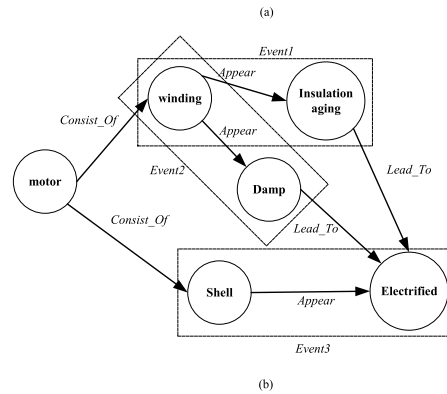 (a)
Event1
Appear
winding
Insulation
aging
Consist_Of
Appear
Event2
Lead_To
motor
Damp
Consist_Of
Lead_To
Shell
Appear
Electrified
Event3
(b)